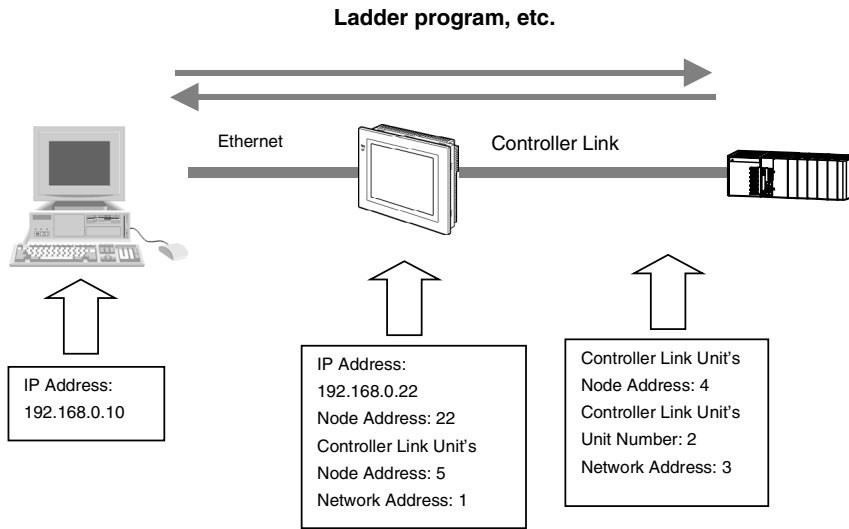 Ladder program, etc.
Ethernet
Controller Link
IP Address:
192.168.0.10
IP Address:
192.168.0.22
Node Address: 22
Controller Link Unit's
Node Address: 5
Network Address: 1
Controller Link Unit's
Node Address: 4
Controller Link Unit's
Unit Number: 2
Network Address: 3